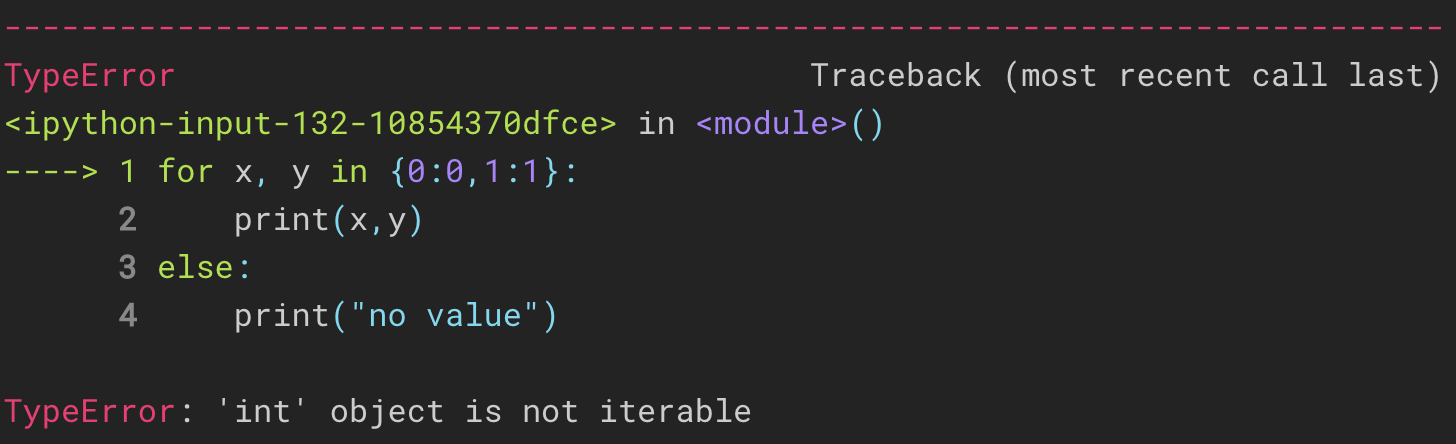 ---------------------------------------------------------------------------
TypeError                                 Traceback (most recent call last)
<ipython-input-132-10854370dfce> in <module>()
----> 1 for x, y in {0:0,1:1}:
      2     print(x,y)
      3 else:
      4     print("no value")

TypeError: 'int' object is not iterable